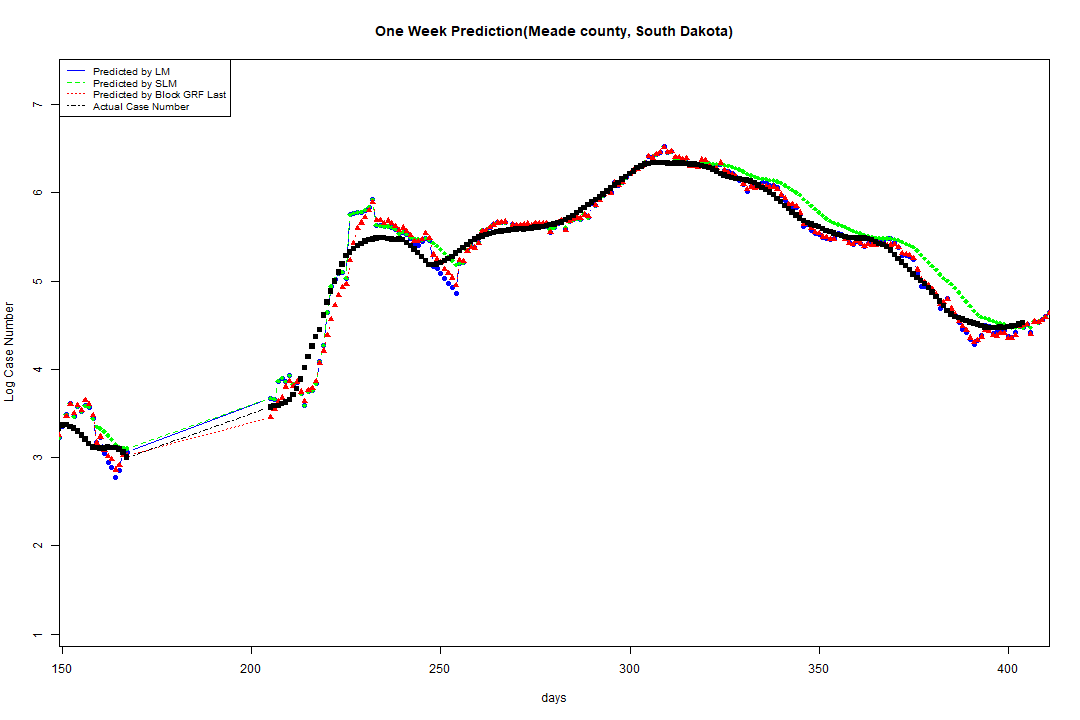 One Week Prediction(Meade county, South Dakota)
Predicted by LM
Predicted by SLM
Predicted by Block GRF Last
Actual Case Number
7
6
5
4
3
2
1
Log Case Number
150 200 250 300 350 400
days